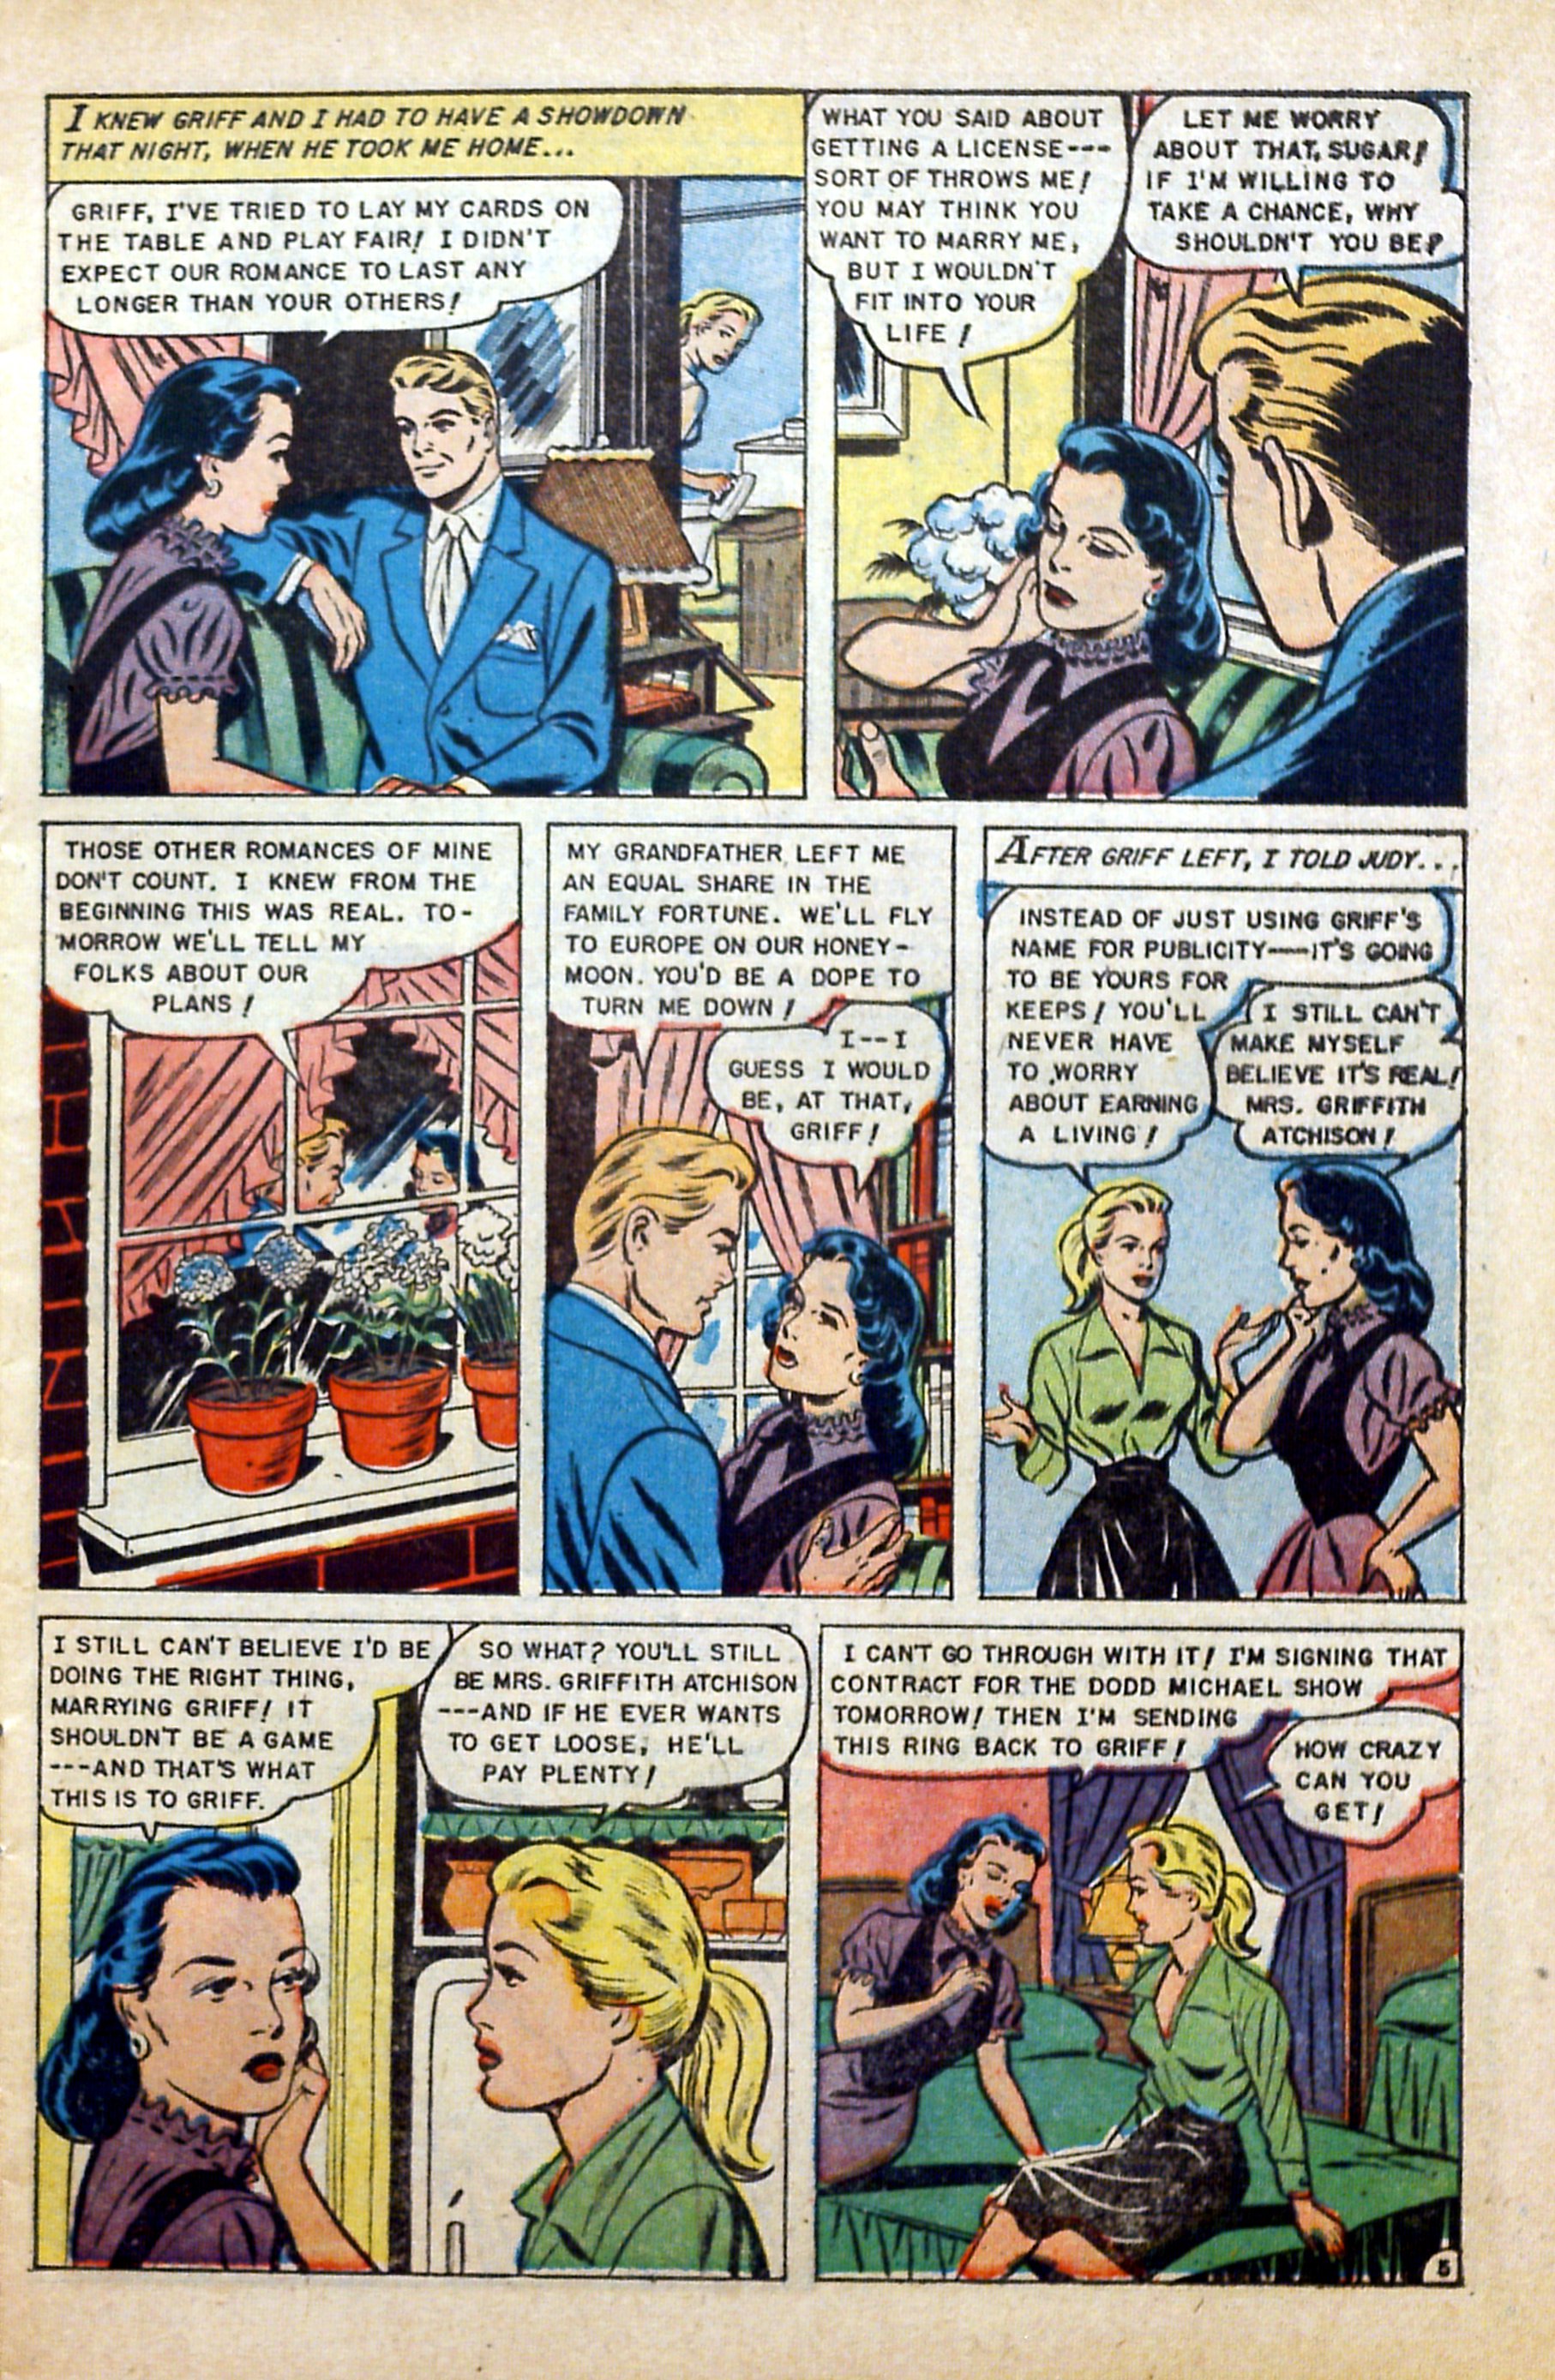 I KNEW GRIFF AND I HAD TO HAVE A SHOWDOWN
THAT NIGHT, WHEN HE TOOK ME HOME...
GRIFF, I'VE TRIED TO LAY MY CARDS ON
THE TABLE AND PLAY FAIR! I DIDN'T
EXPECT OUR ROMANCE TO LAST ANY
LONGER THAN YOUR OTHERS!
WHAT YOU SAID ABOUT
GETTING A LICENSE---
SORT OF THROWS ME!
YOU MAY THINK YOU
WANT TO MARRY ME,
BUT I WOULDN'T
FIT INTO YOUR
LIFE!
LET ME WORRY
ABOUT THAT, SUGAR!
IF I'M WILLING TO
TAKE A CHANCE, WHY
SHOULDN'T YOU BE?
THOSE OTHER ROMANCES OF MINE
DON'T COUNT. I KNEW FROM THE
BEGINNING THIS WAS REAL. TO-
MORROW WE'LL TELL MY
FOLKS ABOUT OUR
PLANS!
MY GRANDFATHER LEFT ME
AN EQUAL SHARE IN THE
FAMILY FORTUNE. WE'LL FLY
TO EUROPE ON OUR HONEY-
MOON. YOU'D BE A DOPE TO
TURN ME DOWN!
I--I
GUESS I WOULD
BE, AT THAT,
GRIFF!
AFTER GRIFF LEFT, I TOLD JUDY...
INSTEAD OF JUST USING GRIFF'S
NAME FOR PUBLICITY---IT'S GOING
TO BE YOURS FOR
KEEPS! YOU'LL
NEVER HAVE
TO WORRY
ABOUT EARNING
A LIVING!
I STILL CAN'T
MAKE MYSELF
BELIEVE IT'S REAL!
MRS. GRIFFITH
ATCHISON!
I STILL CAN'T BELIEVE I'D BE
DOING THE RIGHT THING,
MARRYING GRIFF! IT
SHOULDN'T BE A GAME
---AND THAT'S WHAT
THIS IS TO GRIFF.
SO WHAT? YOU'LL STILL
BE MRS. GRIFFITH ATCHISON
---AND IF HE EVER WANTS
TO GET LOOSE, HE'LL
PAY PLENTY!
I CAN'T GO THROUGH WITH IT! I'M SIGNING THAT
CONTRACT FOR THE DODD MICHAEL SHOW
TOMORROW! THEN I'M SENDING
THIS RING BACK TO GRIFF!
HOW CRAZY
CAN YOU
GET!
5